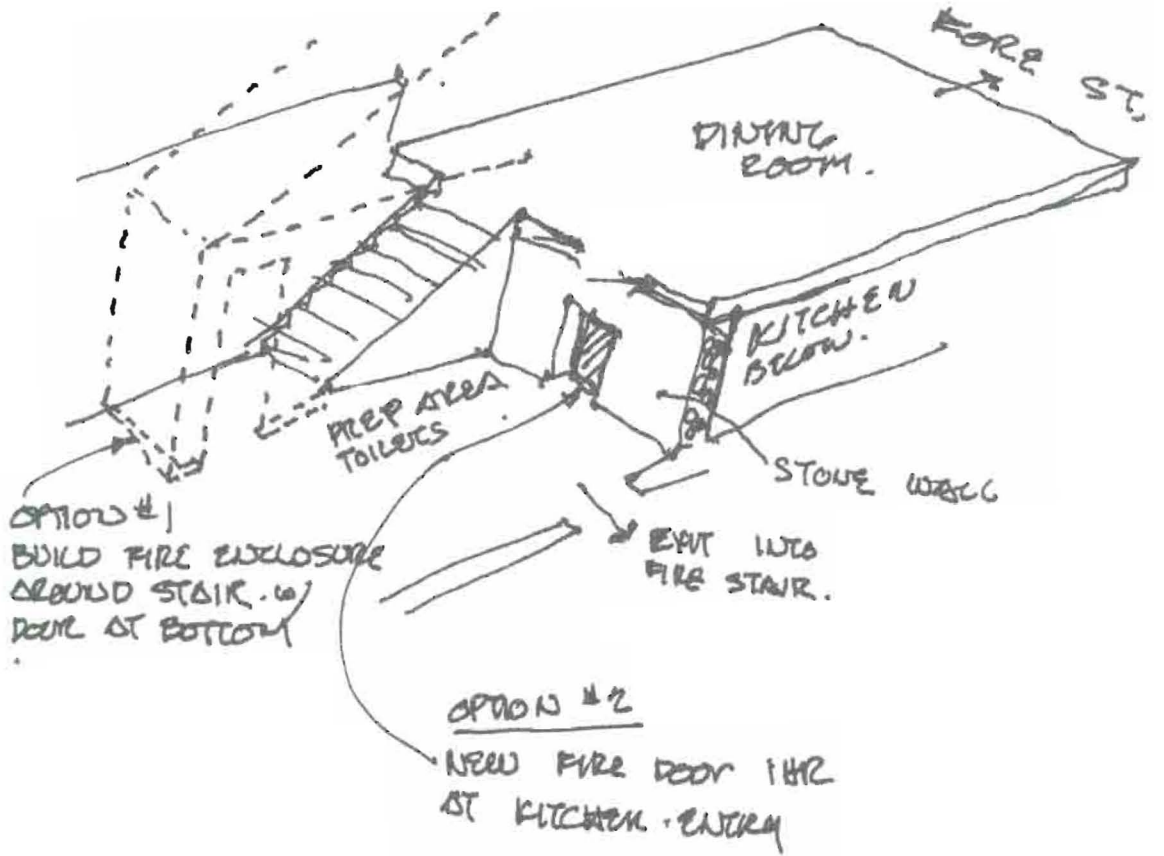 FORE ST.
DINING
ROOM.
KITCHEN
BELOW.
PREP AREA
TOILETS
STONE WALL
EXIT INTO
FIRE STAIR.
OPTION #1
BUILD FIRE ENCLOSURE
AROUND STAIR. w/
DOOR AT BOTTOM
OPTION #2
NEW FIRE DOOR 1HR
AT KITCHEN. ENTRY